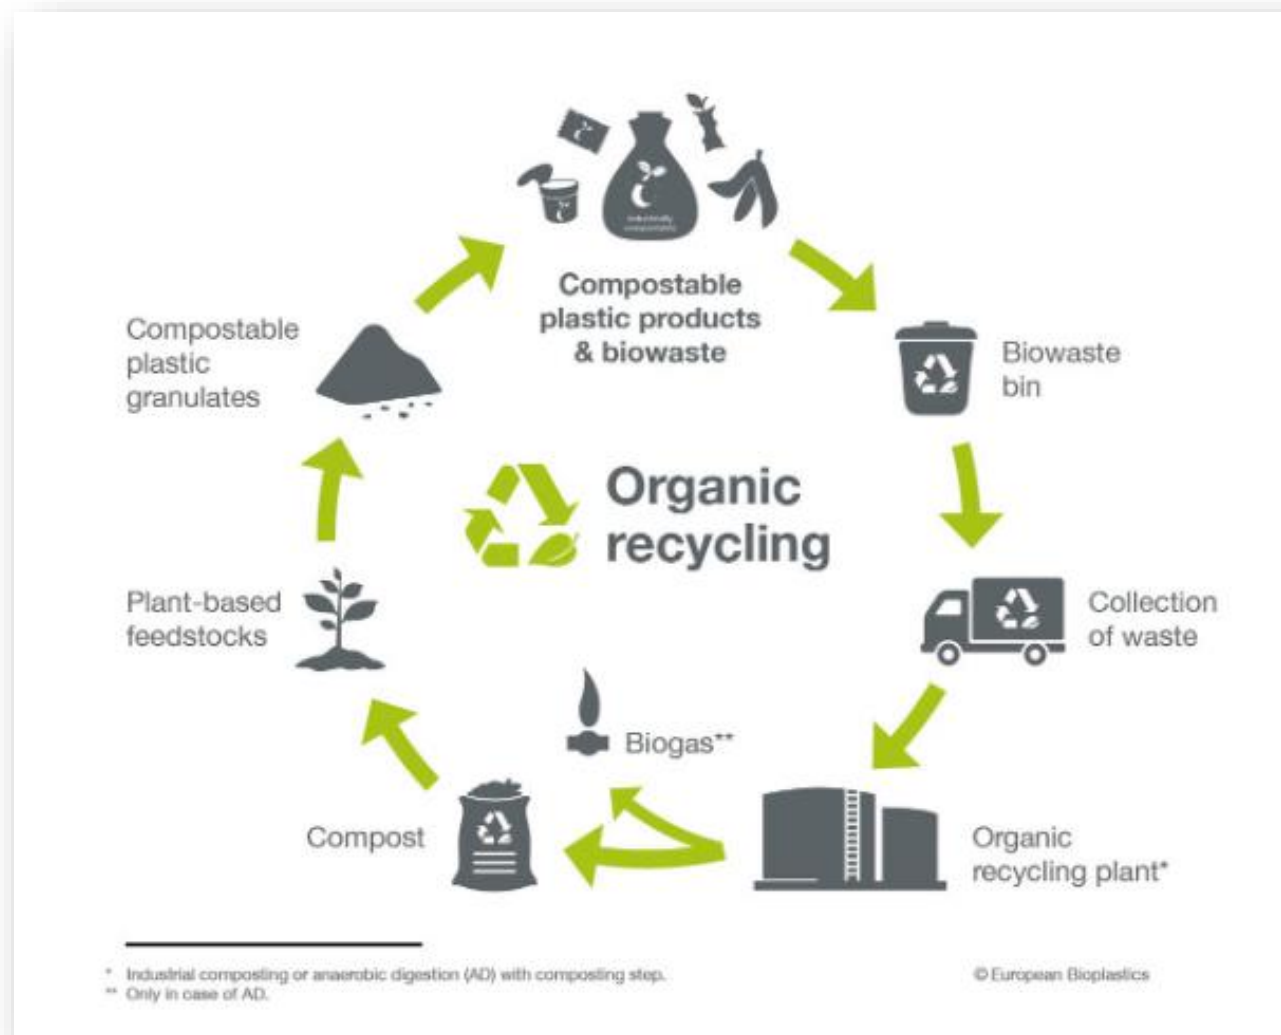 industrially
compostable
Compostable
plastic products
& biowaste
Biowaste
bin
Collection
of waste
Organic
recycling plant*
Biogas**
Compost
Plant-based
feedstocks
Compostable
plastic
granulates
Organic
recycling
* Industrial composting or anaerobic digestion (AD) with composting step.
** Only in case of AD.
© European Bioplastics